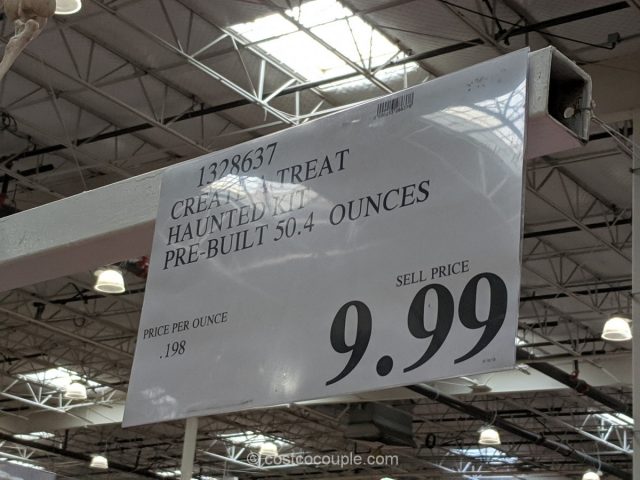 1328637
CREATE A TREAT
HAUNTED KIT
PRE-BUILT 50.4 OUNCES
SELL PRICE
9.99
PRICE PER OUNCE
.198
© costcocouple.com